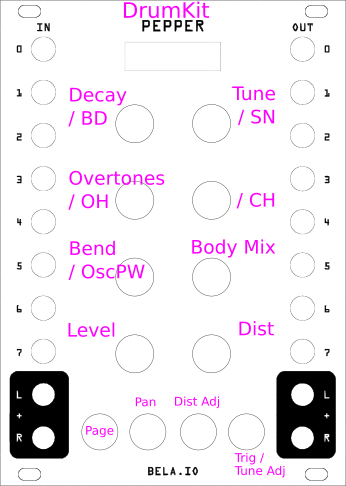 DrumKit
PEPPER
IN
OUT
0
0
1
1
Decay
/ BD
Tune
/ SN
2
2
3
3
Overtones
/ OH
/ CH
4
4
Bend
/ OscPW
Body Mix
5
5
6
6
Level
Dist
7
7
L
+
R
L
+
R
Page
Pan
Dist Adj
Trig /
Tune Adj
BELA.IO